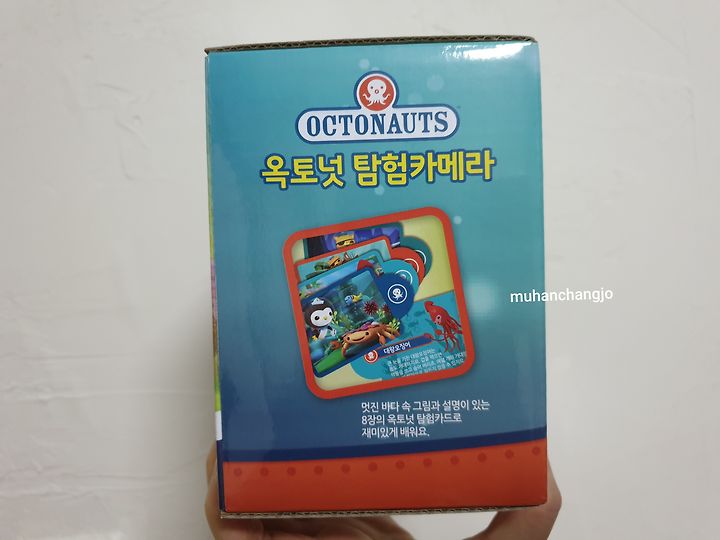 OCTONAUTS
옥토넛 탐험카메라
muhanchangjo
대왕오징어
멋진 바다 속 그림과 설명이 있는
8장의 옥토넛 탐험카드로
재미있게 배워요.